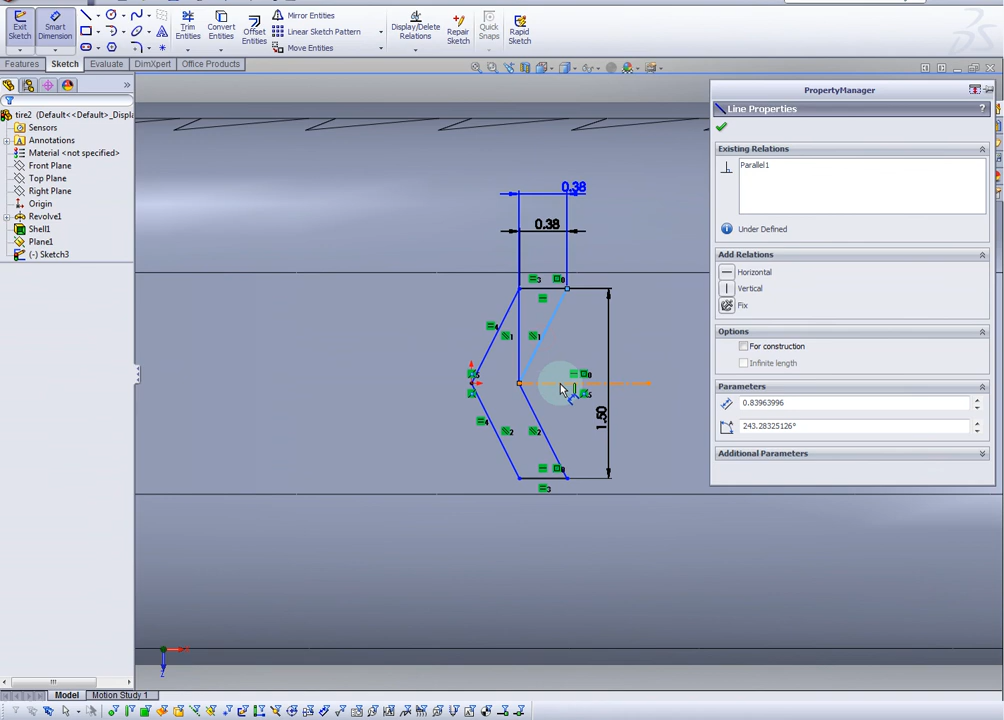 Exit Sketch
Smart Dimension
Trim Entities
Convert Entities
Offset Entities
Mirror Entities
Linear Sketch Pattern
Move Entities
Display/Delete Relations
Repair Sketch
Quick Snaps
Rapid Sketch
Features Sketch Evaluate DimXpert Office Products
tire2 (Default<<Default>_Displa
Sensors
Annotations
Material <not specified>
Front Plane
Top Plane
Right Plane
Origin
Revolve1
Shell1
Plane1
(-) Sketch3
0.38
0.38
1.50
PropertyManager
Line Properties ?
Existing Relations
Parallel1
Under Defined
Add Relations
Horizontal
Vertical
Fix
Options
For construction
Infinite length
Parameters
0.83963996
243.28325126°
Additional Parameters
Model Motion Study 1